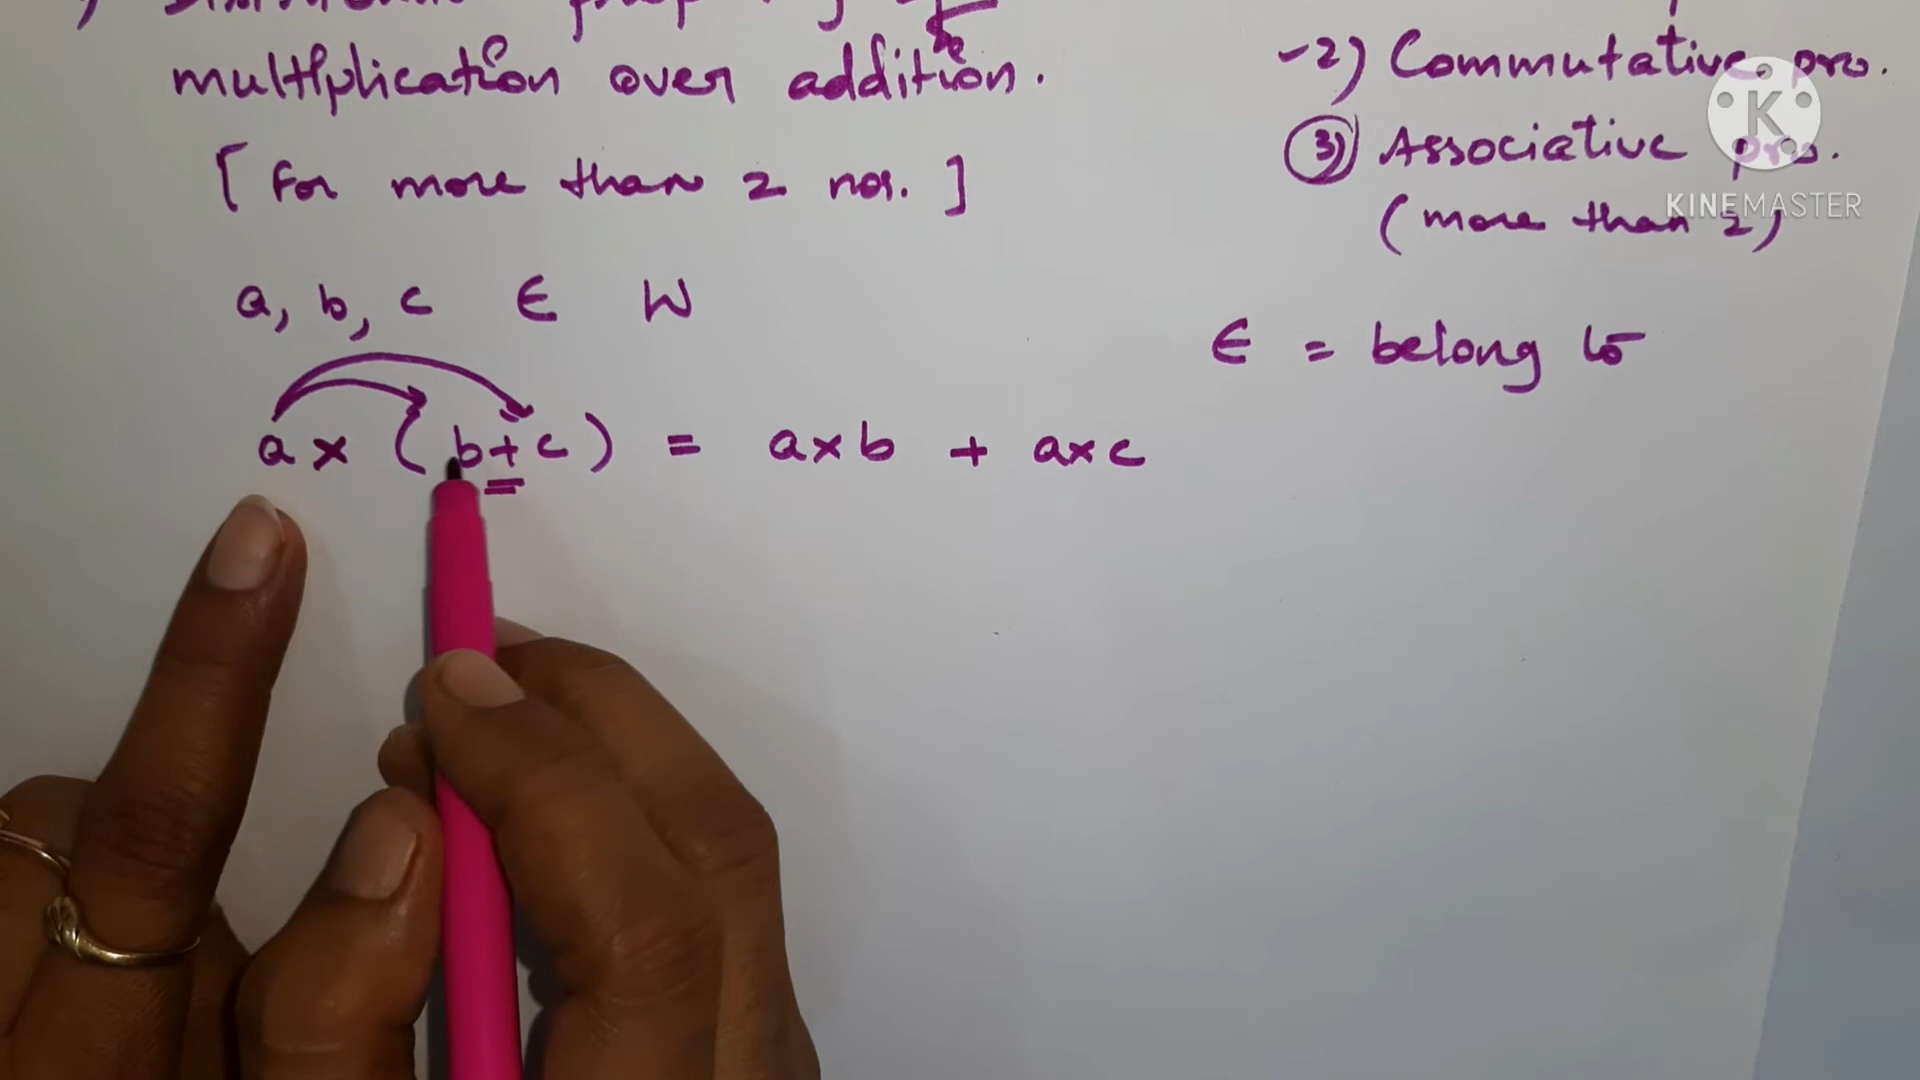 multiplication over addition.
[ For more than 2 nos. ]
a, b, c ∈ W
a × ( b + c ) = a × b + a × c
-2) Commutative pro.
3) Associative pro.
(more than 2)
∈ = belong to
K
KINEMASTER